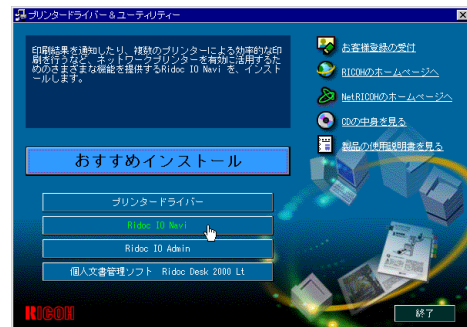 プリンタードライバー＆ユーティリティー
印刷結果を通知したり、複数のプリンターによる効率的な印
刷を行うなど、ネットワークプリンターを有効に活用するた
めのさまざまな機能を提供するRidoc IO Navi を、インスト
ールします。
お客様登録の受付
RICOHのホームページへ
NetRICOHのホームページへ
CDの中身を見る
製品の使用説明書を見る
おすすめインストール
プリンタードライバー
Ridoc IO Navi
Ridoc IO Admin
個人文書管理ソフト Ridoc Desk 2000 Lt
RICOH
終了